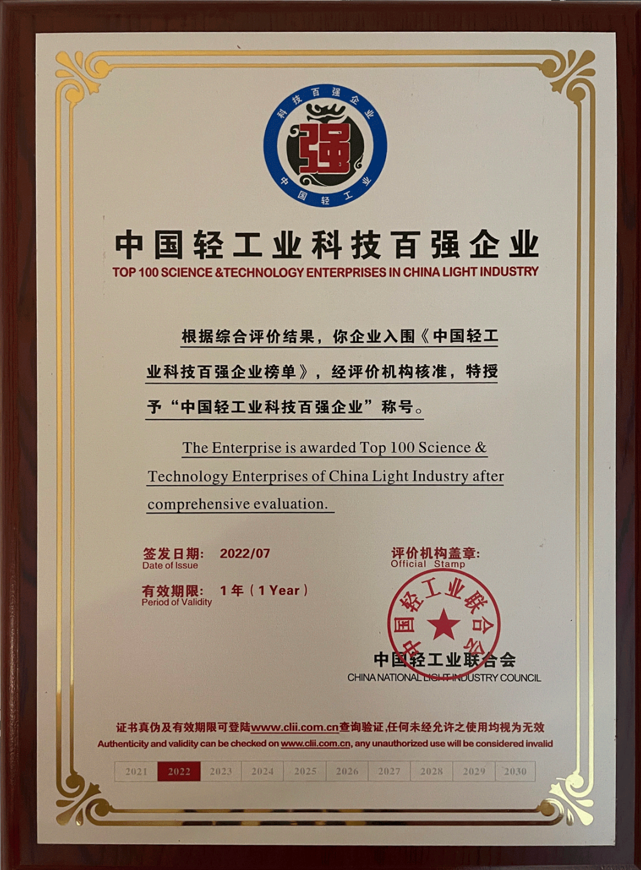 科技百强企业
强
中国轻工业
中国轻工业科技百强企业
TOP 100 SCIENCE &TECHNOLOGY ENTERPRISES IN CHINA LIGHT INDUSTRY
根据综合评价结果，你企业入围《中国轻工
业科技百强企业榜单》，经评价机构核准，特授
予“中国轻工业科技百强企业”称号。
The Enterprise is awarded Top 100 Science &
Technology Enterprises of China Light Industry after
comprehensive evaluation.
签发日期：2022/07
Date of Issue
有效期限：1年（1 Year）
Period of Validity
评价机构盖章：
Official Stamp
中国轻工业联合会
中国轻工业联合会
CHINA NATIONAL LIGHT INDUSTRY COUNCIL
证书真伪及有效期限可登陆www.clii.com.cn查询验证,任何未经允许之使用均视为无效
Authenticity and validity can be checked on www.clii.com.cn, any unauthorized use will be considered invalid
2021 2022 2023 2024 2025 2026 2027 2028 2029 2030